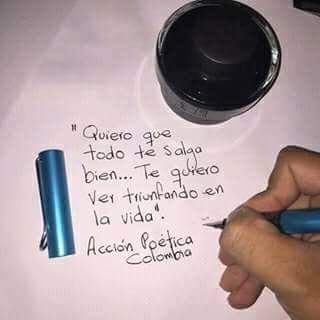 "Quiero que
todo te salga
bien... Te quiero
ver triunfando en
la vida".
Acción Poética
Colombia